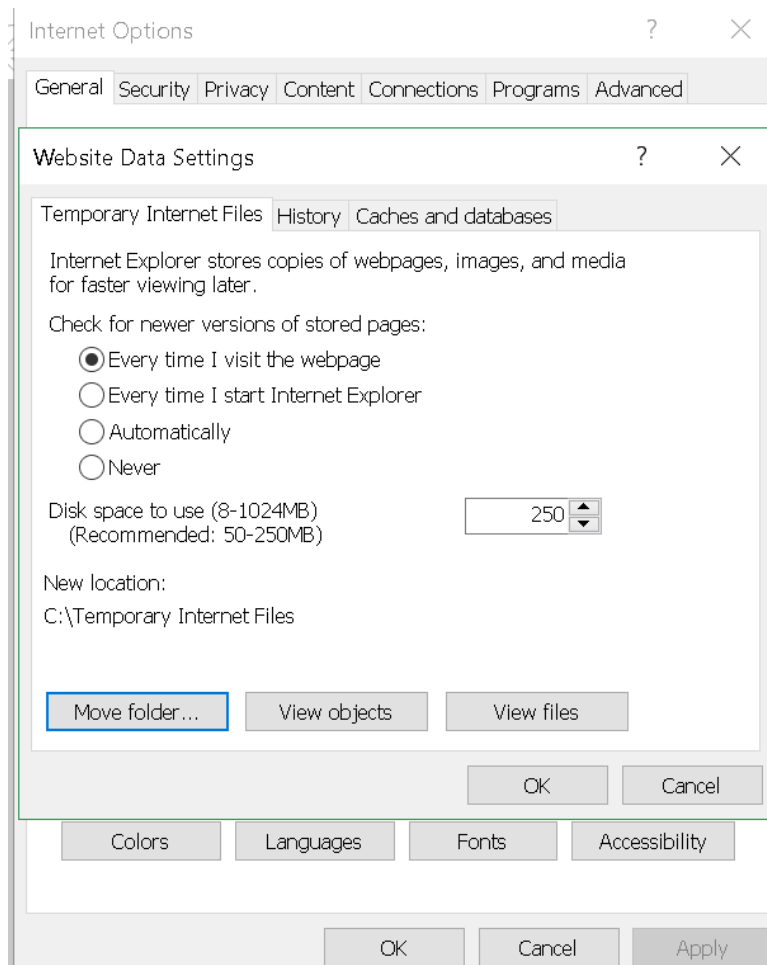 Internet Options
General Security Privacy Content Connections Programs Advanced
Website Data Settings
Temporary Internet Files History Caches and databases
Internet Explorer stores copies of webpages, images, and media
for faster viewing later.
Check for newer versions of stored pages:
Every time I visit the webpage
Every time I start Internet Explorer
Automatically
Never
Disk space to use (8-1024MB) 250
(Recommended: 50-250MB)
New location:
C:\Temporary Internet Files
Move folder... View objects View files
OK Cancel
Colors Languages Fonts Accessibility
OK Cancel Apply